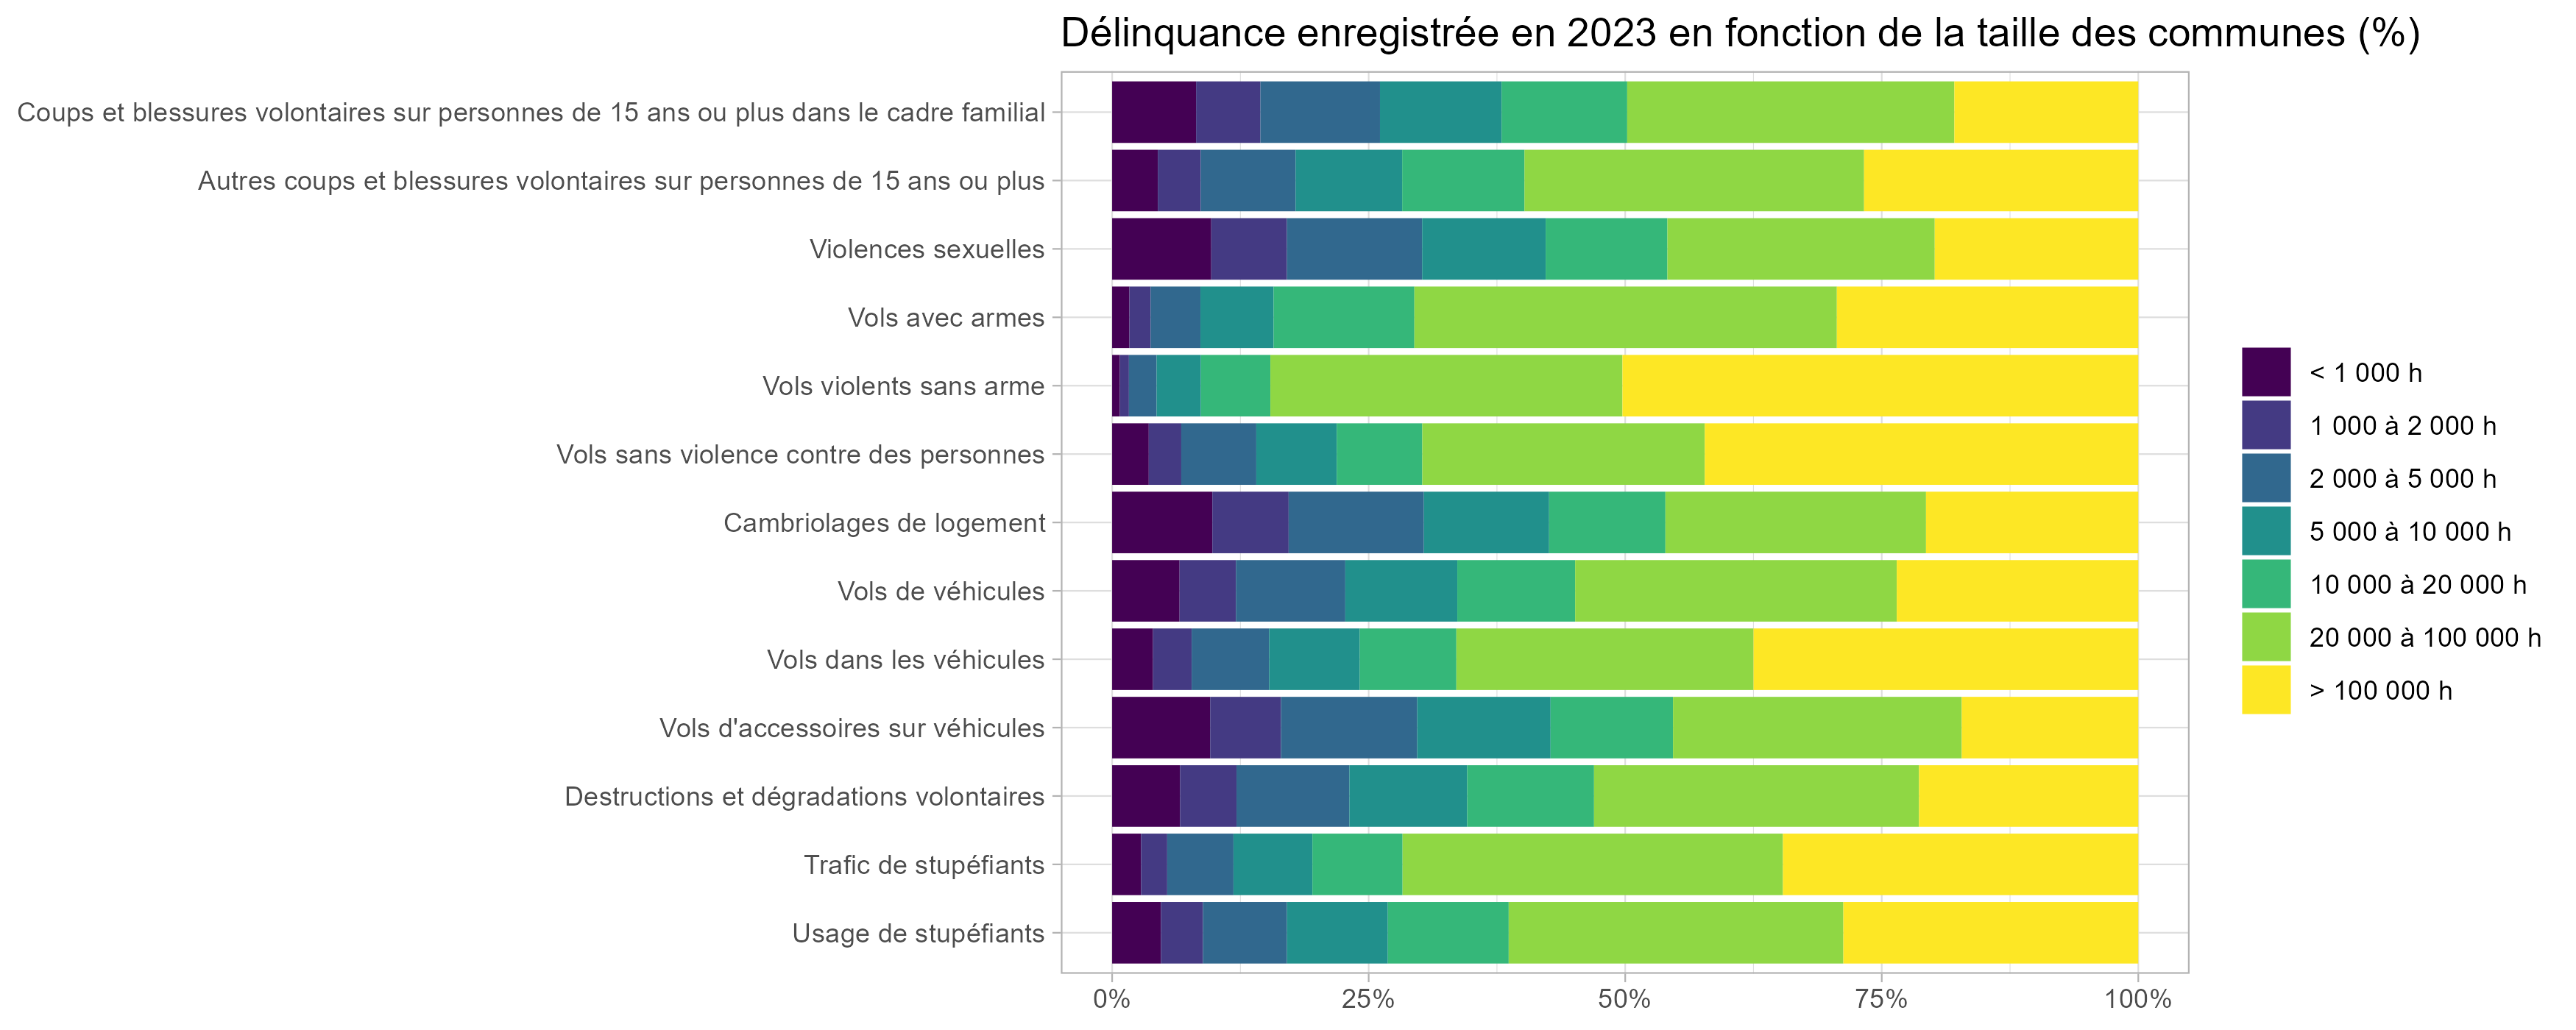 Délinquance enregistrée en 2023 en fonction de la taille des communes (%)
Coups et blessures volontaires sur personnes de 15 ans ou plus dans le cadre familial
Autres coups et blessures volontaires sur personnes de 15 ans ou plus
Violences sexuelles
Vols avec armes
Vols violents sans arme
Vols sans violence contre des personnes
Cambriolages de logement
Vols de véhicules
Vols dans les véhicules
Vols d'accessoires sur véhicules
Destructions et dégradations volontaires
Trafic de stupéfiants
Usage de stupéfiants
0%
25%
50%
75%
100%
< 1 000 h
1 000 à 2 000 h
2 000 à 5 000 h
5 000 à 10 000 h
10 000 à 20 000 h
20 000 à 100 000 h
> 100 000 h